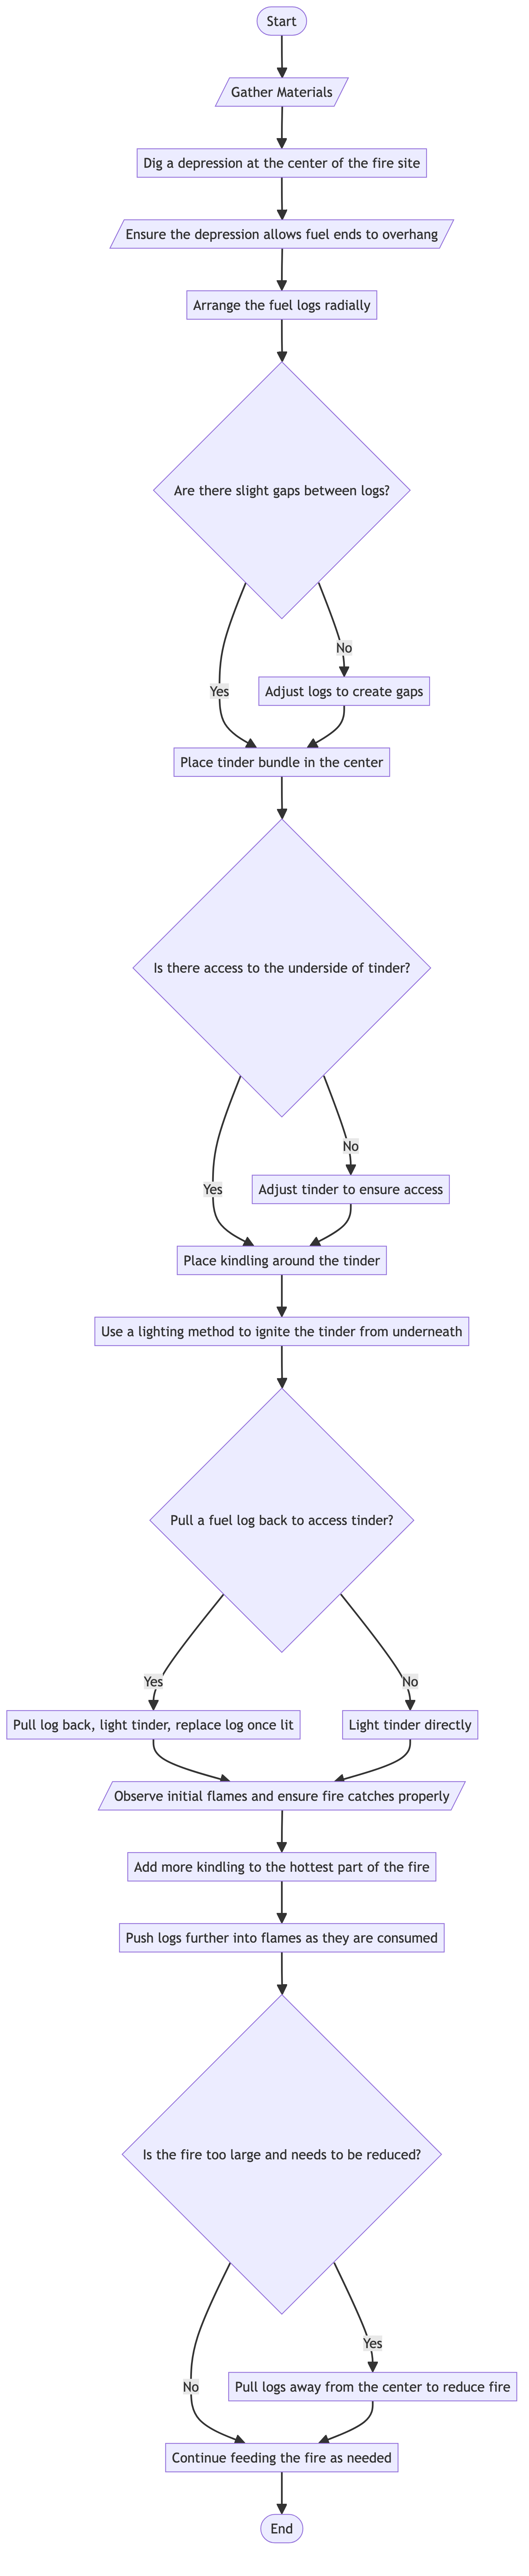 Start
Gather Materials
Dig a depression at the center of the fire site
Ensure the depression allows fuel ends to overhang
Arrange the fuel logs radially
Are there slight gaps between logs?
No
Yes
Adjust logs to create gaps
Place tinder bundle in the center
Is there access to the underside of tinder?
No
Yes
Adjust tinder to ensure access
Place kindling around the tinder
Use a lighting method to ignite the tinder from underneath
Pull a fuel log back to access tinder?
Yes
No
Pull log back, light tinder, replace log once lit
Light tinder directly
Observe initial flames and ensure fire catches properly
Add more kindling to the hottest part of the fire
Push logs further into flames as they are consumed
Is the fire too large and needs to be reduced?
Yes
No
Pull logs away from the center to reduce fire
Continue feeding the fire as needed
End